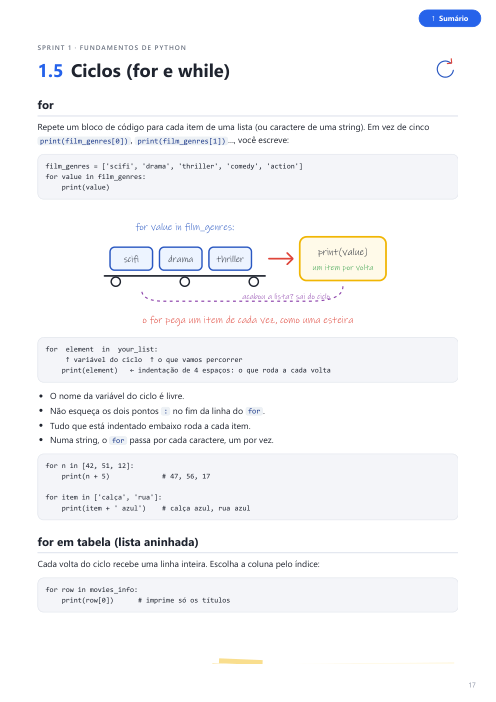 1 Sumário
SPRINT 1 · FUNDAMENTOS DE PYTHON
1.5 Ciclos (for e while)
for
Repete um bloco de código para cada item de uma lista (ou caractere de uma string). Em vez de cinco
print(film_genres[0]), print(film_genres[1])…, você escreve:
film_genres = ['scifi', 'drama', 'thriller', 'comedy', 'action']
for value in film_genres:
    print(value)
for value in film_genres:
scifi drama thriller
print(value)
um item por volta
acabou a lista? sai do ciclo
o for pega um item de cada vez, como uma esteira
for  element  in  your_list:
     ↑ variável do ciclo  ↑ o que vamos percorrer
    print(element)   ← indentação de 4 espaços: o que roda a cada volta
• O nome da variável do ciclo é livre.
• Não esqueça os dois pontos : no fim da linha do for.
• Tudo que está indentado embaixo roda a cada item.
• Numa string, o for passa por cada caractere, um por vez.
for n in [42, 51, 12]:
    print(n + 5)             # 47, 56, 17
for item in ['calça', 'rua']:
    print(item + ' azul')    # calça azul, rua azul
for em tabela (lista aninhada)
Cada volta do ciclo recebe uma linha inteira. Escolha a coluna pelo índice:
for row in movies_info:
    print(row[0])      # imprime só os títulos
17